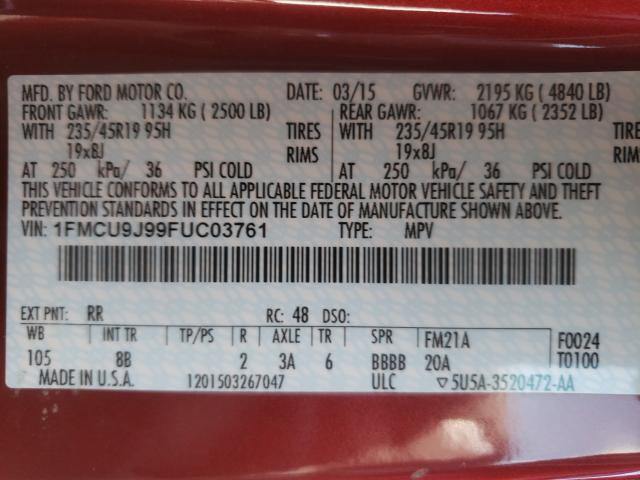 MFD. BY FORD MOTOR CO. DATE: 03/15 GVWR: 2195 KG ( 4840 LB)
FRONT GAWR: 1134 KG ( 2500 LB) REAR GAWR: 1067 KG ( 2352 LB)
WITH 235/45R19 95H TIRES WITH 235/45R19 95H TIRES
19x8J RIMS 19x8J RIMS
AT 250 kPa/ 36 PSI COLD AT 250 kPa/ 36 PSI COLD
THIS VEHICLE CONFORMS TO ALL APPLICABLE FEDERAL MOTOR VEHICLE SAFETY AND THEFT
PREVENTION STANDARDS IN EFFECT ON THE DATE OF MANUFACTURE SHOWN ABOVE.
VIN: 1FMCU9J99FUC03761 TYPE: MPV
EXT PNT: RR RC: 48 DSO:
WB INT TR TP/PS R AXLE TR SPR FM21A F0024
105 8B 2 3A 6 BBBB 20A T0100
MADE IN U.S.A. 1201503267047 ULC ▽5U5A-3520472-AA